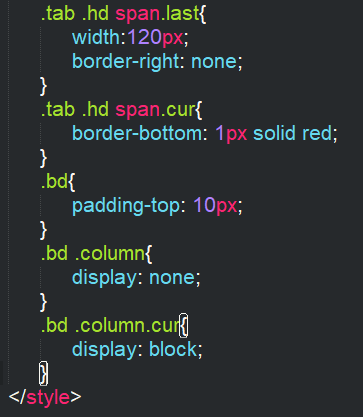 .tab .hd span.last{
width:120px;
border-right: none;
}
.tab .hd span.cur{
border-bottom: 1px solid red;
}
.bd{
padding-top: 10px;
}
.bd .column{
display: none;
}
.bd .column.cur{
display: block;
}
</style>